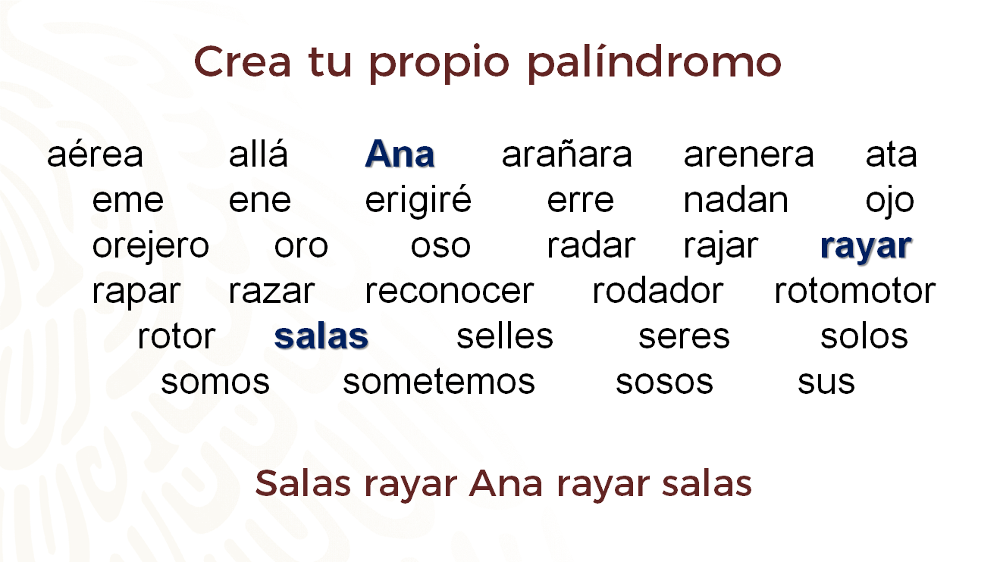 Crea tu propio palíndromo
aérea allá Ana arañara arenera ata
eme ene erigiré erre nadan ojo
orejero oro oso radar rajar rayar
rapar razar reconocer rodador rotomotor
rotor salas selles seres solos
somos sometemos sosos sus
Salas rayar Ana rayar salas